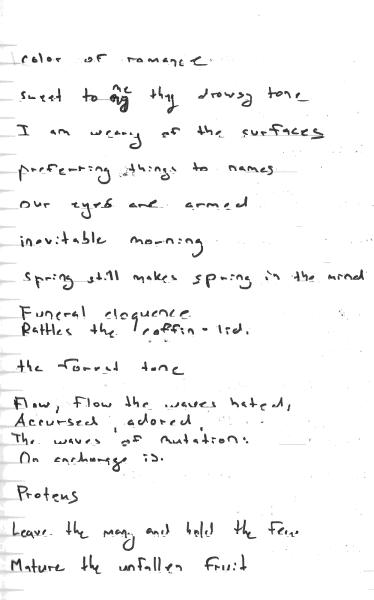 color of romance
sweet to me thy drowsy tone
I am weary of the surfaces
preferring things to names
our eyes are armed
inevitable morning
Spring still makes spring in the mind
Funeral eloquence
Rattles the coffin-lid.
the forest tone
Flow, flow the waves hated,
Accursed, adored,
The waves of mutation:
No anchorage is.
Proteus
Leave the many and hold the few
Mature the unfallen fruit